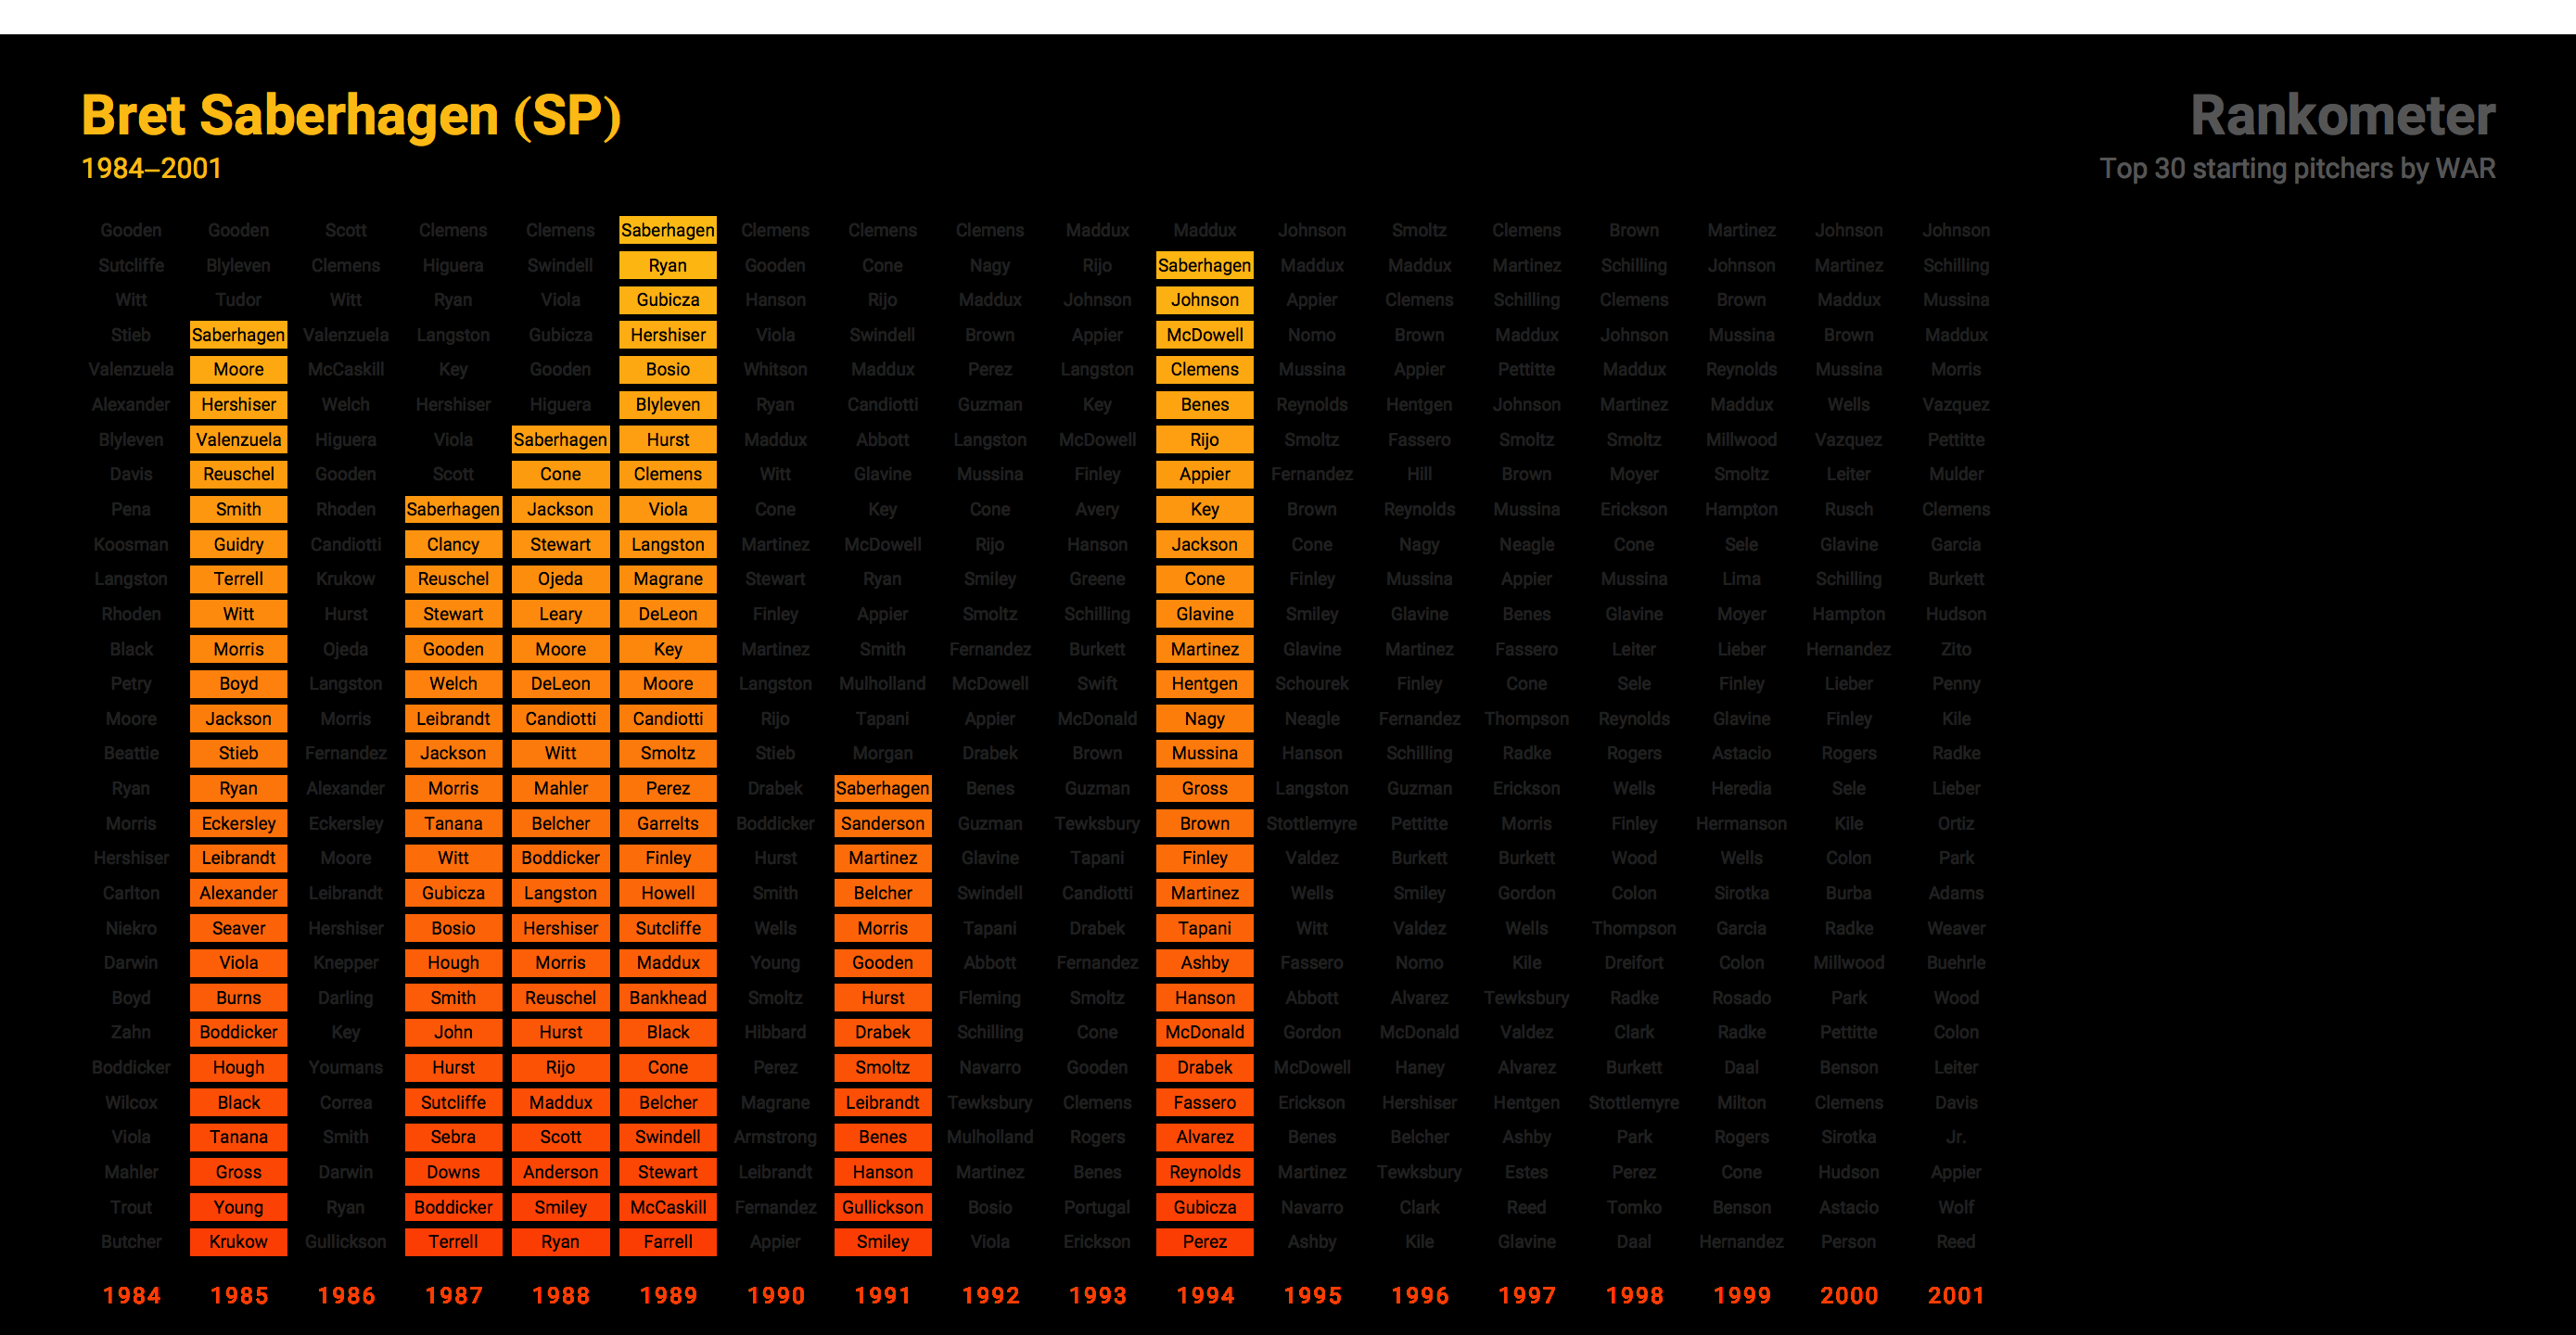 Bret Saberhagen (SP)
Rankometer
1984–2001
Top 30 starting pitchers by WAR
Gooden Gooden Scott Clemens Clemens Saberhagen Clemens Clemens Clemens Maddux Maddux Johnson Smoltz Clemens Brown Martinez Johnson Johnson
Sutcliffe Blyleven Clemens Higuera Swindell Ryan Gooden Cone Nagy Rijo Saberhagen Maddux Maddux Martinez Schilling Johnson Martinez Schilling
Witt Tudor Witt Ryan Viola Gubicza Hanson Rijo Maddux Johnson Johnson Appier Clemens Schilling Clemens Brown Maddux Mussina
Stieb Saberhagen Valenzuela Langston Gubicza Hershiser Viola Swindell Brown Appier McDowell Nomo Brown Maddux Johnson Mussina Brown Maddux
Valenzuela Moore McCaskill Key Gooden Bosio Whitson Maddux Perez Langston Clemens Mussina Appier Pettitte Maddux Reynolds Mussina Morris
Alexander Hershiser Welch Hershiser Higuera Blyleven Ryan Candiotti Guzman Key Benes Reynolds Hentgen Johnson Martinez Maddux Wells Vazquez
Blyleven Valenzuela Higuera Viola Saberhagen Hurst Maddux Abbott Langston McDowell Rijo Smoltz Fassero Smoltz Smoltz Millwood Vazquez Pettitte
Davis Reuschel Gooden Scott Cone Clemens Witt Glavine Mussina Finley Appier Fernandez Hill Brown Moyer Smoltz Leiter Mulder
Pena Smith Rhoden Saberhagen Jackson Viola Cone Key Cone Avery Key Brown Reynolds Mussina Erickson Hampton Rusch Clemens
Koosman Guidry Candiotti Clancy Stewart Langston Martinez McDowell Rijo Hanson Jackson Cone Nagy Neagle Cone Sele Glavine Garcia
Langston Terrell Krukow Reuschel Ojeda Magrane Stewart Ryan Smiley Greene Cone Finley Mussina Appier Mussina Lima Schilling Burkett
Rhoden Witt Hurst Stewart Leary DeLeon Finley Appier Smoltz Schilling Glavine Smiley Glavine Benes Glavine Moyer Hampton Hudson
Black Morris Ojeda Gooden Moore Key Martinez Smith Fernandez Burkett Martinez Glavine Martinez Fassero Leiter Lieber Hernandez Zito
Petry Boyd Langston Welch DeLeon Moore Langston Mulholland McDowell Swift Hentgen Schourek Finley Cone Sele Finley Lieber Penny
Moore Jackson Morris Leibrandt Candiotti Candiotti Rijo Tapani Appier McDonald Nagy Neagle Fernandez Thompson Reynolds Glavine Finley Kile
Beattie Stieb Fernandez Jackson Witt Smoltz Stieb Morgan Drabek Brown Mussina Hanson Schilling Radke Rogers Astacio Rogers Radke
Ryan Ryan Alexander Morris Mahler Perez Drabek Saberhagen Benes Guzman Gross Langston Guzman Erickson Wells Heredia Sele Lieber
Morris Eckersley Eckersley Tanana Belcher Garrelts Boddicker Sanderson Guzman Tewksbury Brown Stottlemyre Pettitte Morris Finley Hermanson Kile Ortiz
Hershiser Leibrandt Moore Witt Boddicker Finley Hurst Martinez Glavine Tapani Finley Valdez Burkett Burkett Wood Wells Colon Park
Carlton Alexander Leibrandt Gubicza Langston Howell Smith Belcher Swindell Candiotti Martinez Wells Smiley Gordon Colon Sirotka Burba Adams
Niekro Seaver Hershiser Bosio Hershiser Sutcliffe Wells Morris Tapani Drabek Tapani Witt Valdez Wells Thompson Garcia Radke Weaver
Darwin Viola Knepper Hough Morris Maddux Young Gooden Abbott Fernandez Ashby Fassero Nomo Kile Dreifort Colon Millwood Buehrle
Boyd Burns Darling Smith Reuschel Bankhead Smoltz Hurst Fleming Smoltz Hanson Abbott Alvarez Tewksbury Radke Rosado Park Wood
Zahn Boddicker Key John Hurst Black Hibbard Drabek Schilling Cone McDonald Gordon McDonald Valdez Clark Radke Pettitte Colon
Boddicker Hough Youmans Hurst Rijo Cone Perez Smoltz Navarro Gooden Drabek McDowell Haney Alvarez Burkett Daal Benson Leiter
Wilcox Black Correa Sutcliffe Maddux Belcher Magrane Leibrandt Tewksbury Clemens Fassero Erickson Hershiser Hentgen Stottlemyre Milton Clemens Davis
Viola Tanana Smith Sebra Scott Swindell Armstrong Benes Mulholland Rogers Alvarez Benes Belcher Ashby Park Rogers Sirotka Jr.
Mahler Gross Darwin Downs Anderson Stewart Leibrandt Hanson Martinez Benes Reynolds Martinez Tewksbury Estes Perez Cone Hudson Appier
Trout Young Ryan Boddicker Smiley McCaskill Fernandez Gullickson Bosio Portugal Gubicza Navarro Clark Reed Tomko Benson Astacio Wolf
Butcher Krukow Gullickson Terrell Ryan Farrell Appier Smiley Viola Erickson Perez Ashby Kile Glavine Daal Hernandez Person Reed
1984 1985 1986 1987 1988 1989 1990 1991 1992 1993 1994 1995 1996 1997 1998 1999 2000 2001